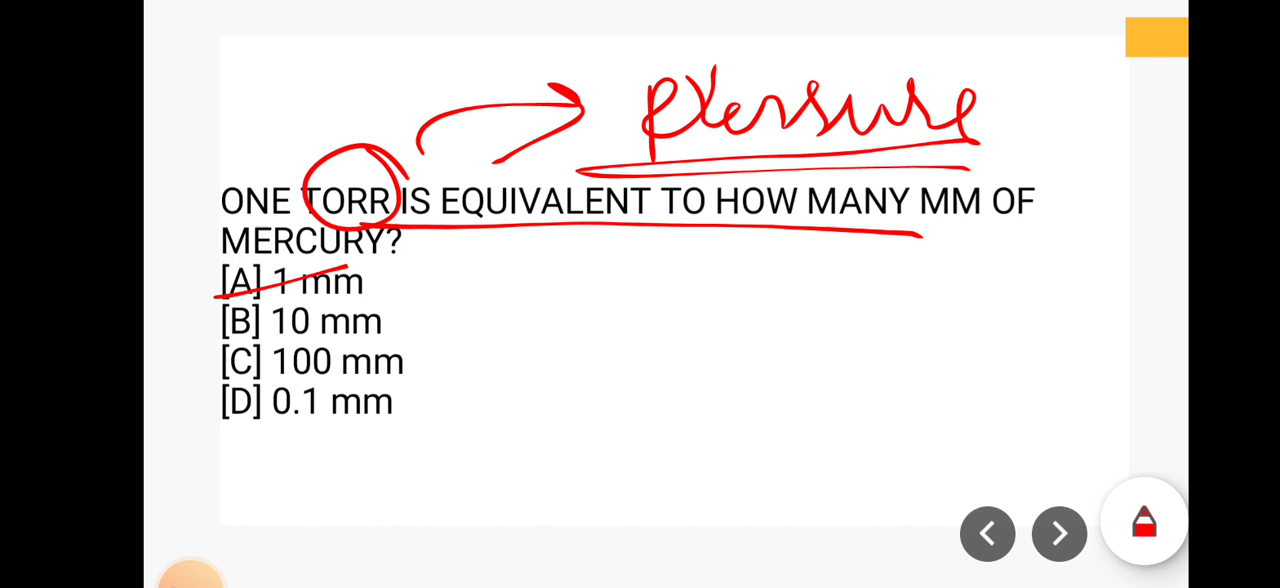 pressure
ONE TORR IS EQUIVALENT TO HOW MANY MM OF
MERCURY?
[A] 1 mm
[B] 10 mm
[C] 100 mm
[D] 0.1 mm